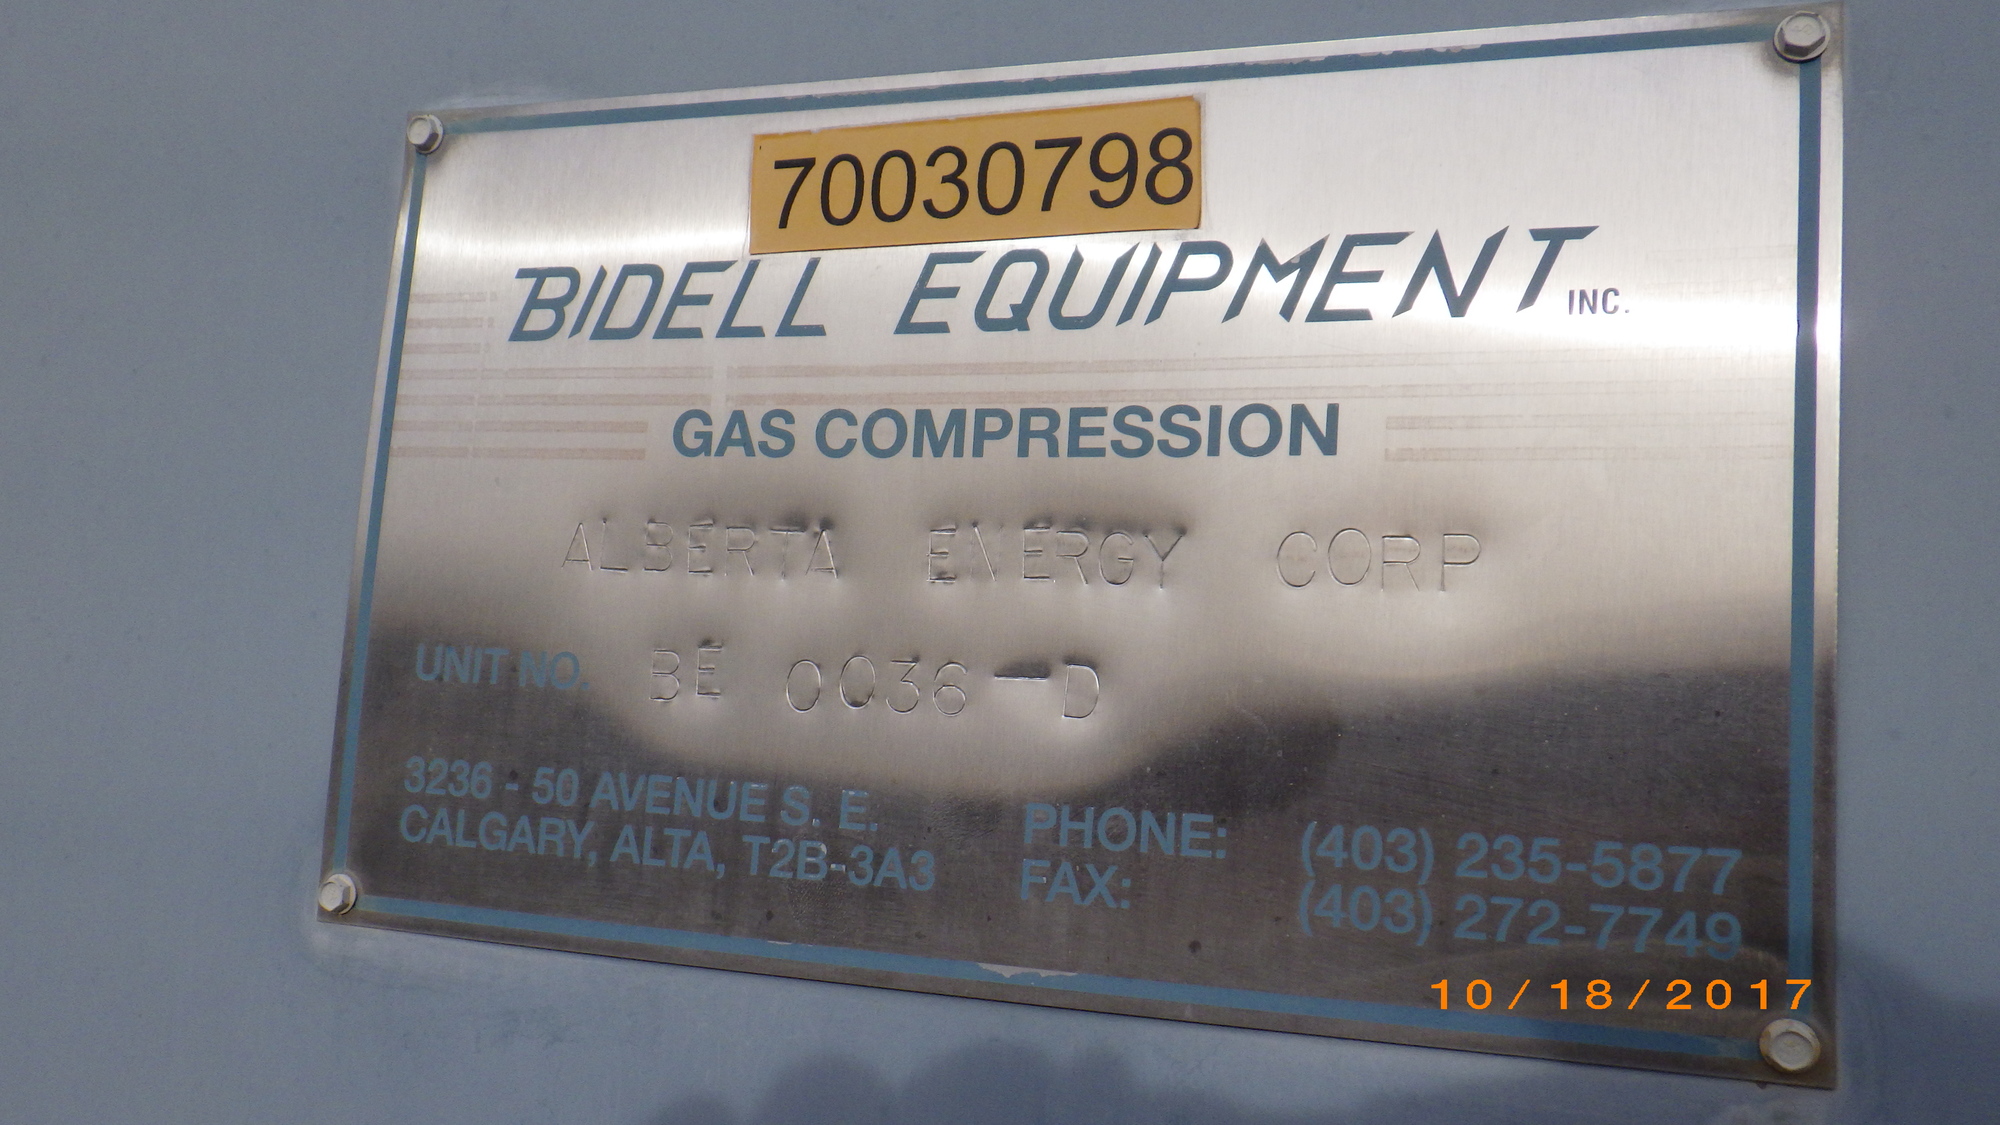 70030798
BIDELL EQUIPMENT INC.
GAS COMPRESSION
ALBERTA ENERGY CORP
UNIT NO. BE 0036-D
3236 - 50 AVENUE S. E.
CALGARY, ALTA, T2B-3A3
PHONE: (403) 235-5877
FAX: (403) 272-7749
10/18/2017